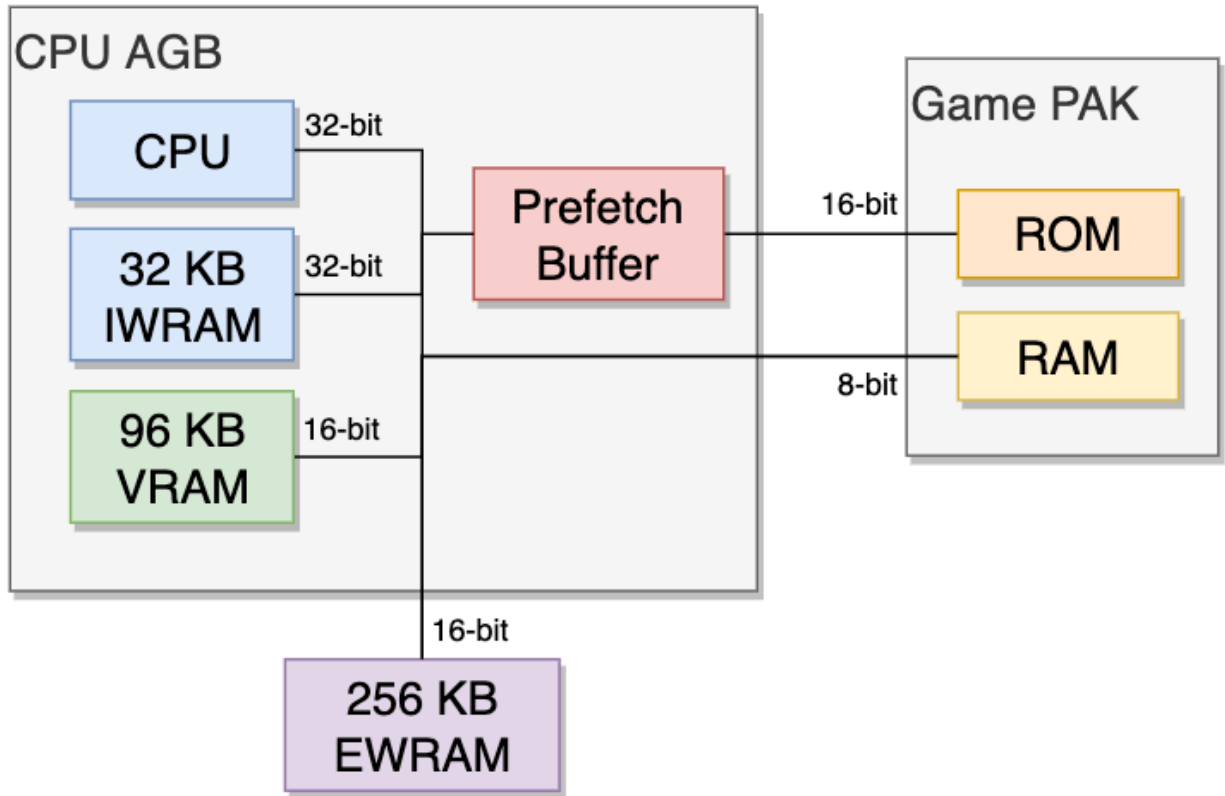 CPU AGB
CPU
32-bit
32 KB
IWRAM
32-bit
96 KB
VRAM
16-bit
Prefetch
Buffer
16-bit
8-bit
Game PAK
ROM
RAM
16-bit
256 KB
EWRAM